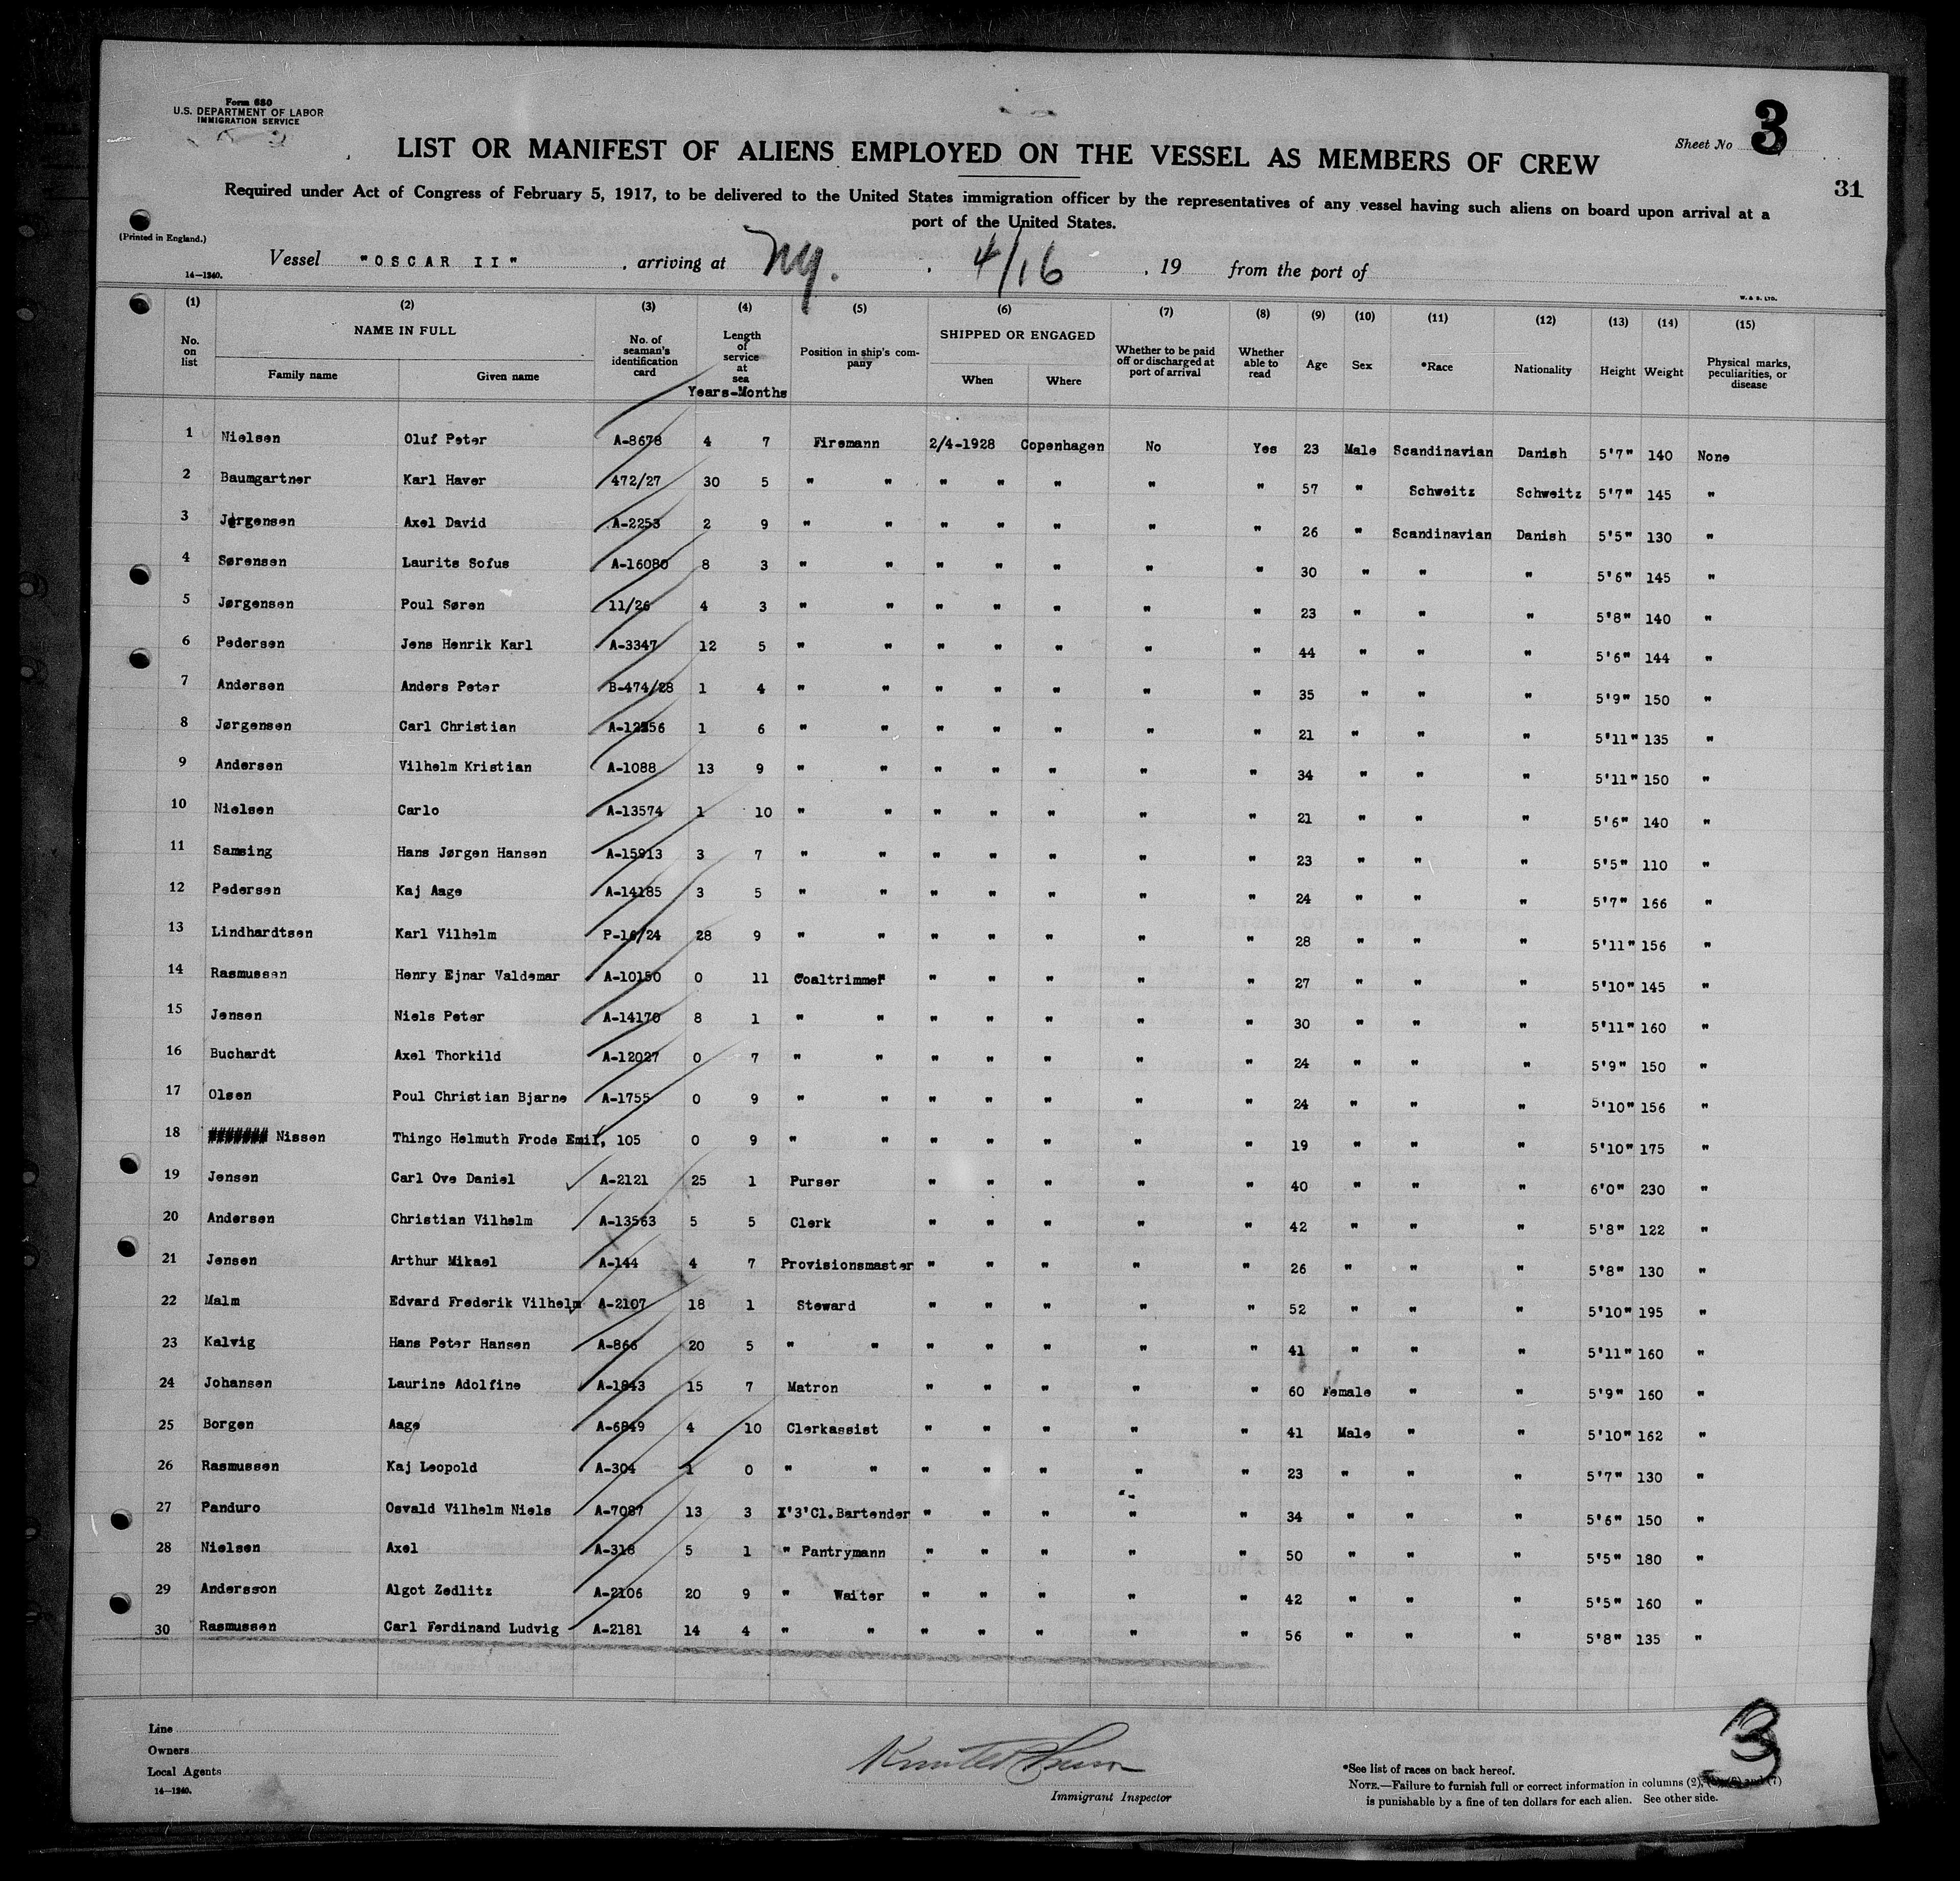 Form 680
U.S. DEPARTMENT OF LABOR
IMMIGRATION SERVICE
Sheet No 3
LIST OR MANIFEST OF ALIENS EMPLOYED ON THE VESSEL AS MEMBERS OF CREW
31
Required under Act of Congress of February 5, 1917, to be delivered to the United States immigration officer by the representatives of any vessel having such aliens on board upon arrival at a
port of the United States.
(Printed in England.)
Vessel "OSCAR II", arriving at Ny., 4/16, 19 from the port of
14—1240.
W. & S. LTD.
(1) (2) (3) (4) (5) (6) (7) (8) (9) (10) (11) (12) (13) (14) (15)
No. on list NAME IN FULL Family name Given name No. of seaman's identification card Length of service at sea Years-Months Position in ship's company SHIPPED OR ENGAGED When Where Whether to be paid off or discharged at port of arrival Whether able to read Age Sex *Race Nationality Height Weight Physical marks, peculiarities, or disease
1 Nielsen Oluf Peter A-8678 4 7 Firemann 2/4-1928 Copenhagen No Yes 23 Male Scandinavian Danish 5'7" 140 None
2 Baumgartner Karl Haver 472/27 30 5 " " " " " " " 57 " Schweitz Schweitz 5'7" 145 "
3 Jørgensen Axel David A-2253 2 9 " " " " " " " 26 " Scandinavian Danish 5'5" 130 "
4 Sørensen Laurits Sofus A-16080 8 3 " " " " " " " 30 " " " 5'6" 145 "
5 Jørgensen Poul Søren 11/26 4 3 " " " " " " " 23 " " " 5'8" 140 "
6 Pedersen Jens Henrik Karl A-3347 12 5 " " " " " " " 44 " " " 5'6" 144 "
7 Andersen Anders Peter B-474/28 1 4 " " " " " " " 35 " " " 5'9" 150 "
8 Jørgensen Carl Christian 1 6 " " " " " " " 21 " " " 5'11" 135 "
9 Andersen Vilhelm Kristian A-1088 13 9 " " " " " " " 34 " " " 5'11" 150 "
10 Nielsen Carlo A-13574 1 10 " " " " " " " 21 " " " 5'6" 140 "
11 Samsing Hans Jørgen Hansen A-15913 3 7 " " " " " " " 23 " " " 5'5" 110 "
12 Pedersen Kaj Aage A-14185 3 5 " " " " " " " 24 " " " 5'7" 166 "
13 Lindhardtsen Karl Vilhelm P-16/24 28 9 " " " " " " " 28 " " " 5'11" 156 "
14 Rasmussen Henry Ejnar Valdemar A-10150 0 11 Coaltrimmer " " " " " 27 " " " 5'10" 145 "
15 Jensen Niels Peter A-14170 8 1 " " " " " " " 30 " " " 5'11" 160 "
16 Buchardt Axel Thorkild A-12027 0 7 " " " " " " " 24 " " " 5'9" 150 "
17 Olsen Poul Christian Bjarne A-1755 0 9 " " " " " " " 24 " " " 5'10" 156 "
18 Nissen Thingo Helmuth Frode Emil, 105 0 9 " " " " " " " 19 " " " 5'10" 175 "
19 Jensen Carl Ove Daniel A-2121 25 1 Purser " " " " " 40 " " " 6'0" 230 "
20 Andersen Christian Vilhelm A-13563 5 5 Clerk " " " " " 42 " " " 5'8" 122 "
21 Jensen Arthur Mikael A-144 4 7 Provisionsmaster " " " " " 26 " " " 5'8" 130 "
22 Malm Edvard Frederik Vilhelm A-2107 18 1 Steward " " " " " 52 " " " 5'10" 195 "
23 Kalvig Hans Peter Hansen A-866 20 5 " " " " " " " 41 " " " 5'11" 160 "
24 Johansen Laurine Adolfine A-1843 15 7 Matron " " " " " 60 Female " " 5'9" 160 "
25 Borgen Aage A-6849 4 10 Clerkassist " " " " " 41 Male " " 5'10" 162 "
26 Rasmussen Kaj Leopold A-304 1 0 " " " " " " " 23 " " " 5'7" 130 "
27 Panduro Osvald Vilhelm Niels A-7087 13 3 X'3'Cl.Bartender " " " " " 34 " " " 5'6" 150 "
28 Nielsen Axel A-318 5 1 " Pantrymann " " " " " 50 " " " 5'5" 180 "
29 Andersson Algot Zedlitz A-2106 20 9 " Waiter " " " " " 42 " " " 5'5" 160 "
30 Rasmussen Carl Ferdinand Ludvig A-2181 14 4 " " " " " " " 56 " " " 5'8" 135 "
Line
Owners
Local Agents
14—1240.
Immigrant Inspector
3
*See list of races on back hereof.
NOTE.—Failure to furnish full or correct information in columns (2), (5), (6) and (7)
is punishable by a fine of ten dollars for each alien. See other side.